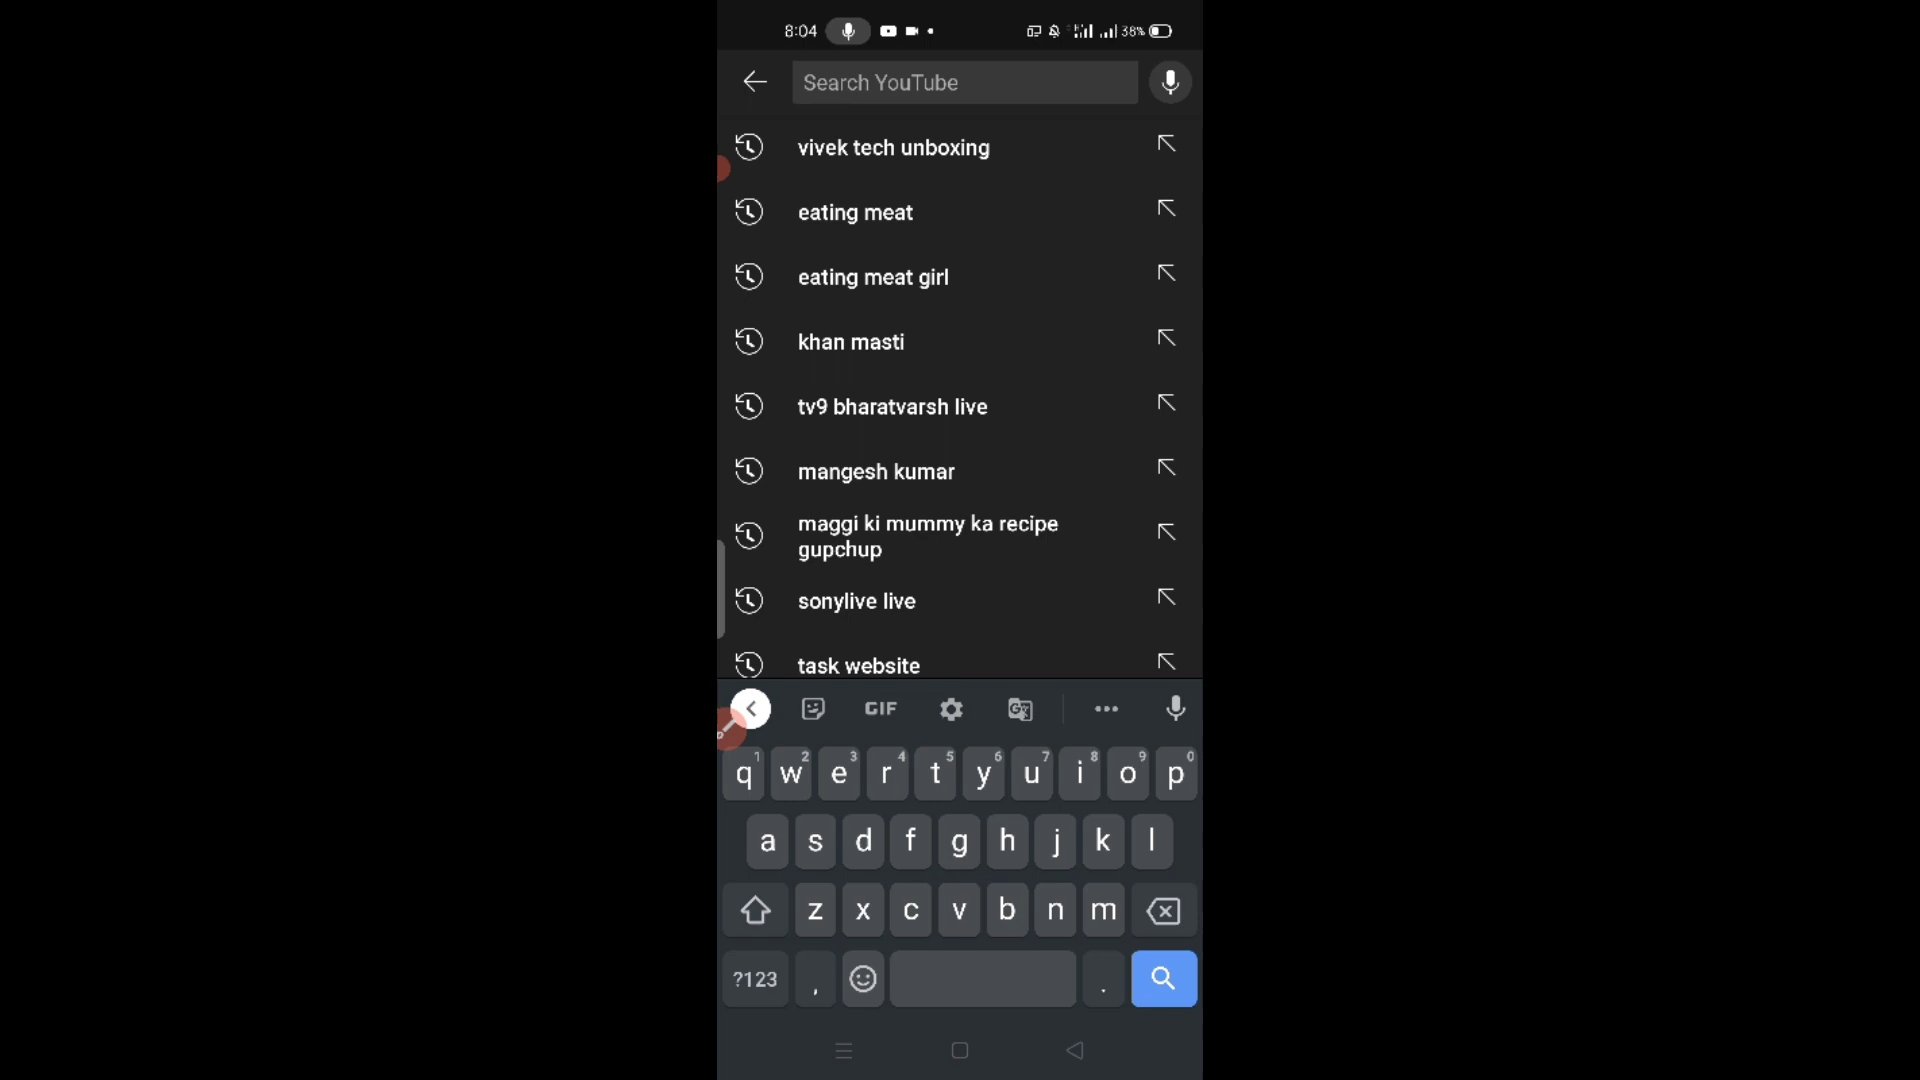 8:04
38%
Search YouTube
vivek tech unboxing
eating meat
eating meat girl
khan masti
tv9 bharatvarsh live
mangesh kumar
maggi ki mummy ka recipe
gupchup
sonylive live
task website
GIF
1 2 3 4 5 6 7 8 9 0
q w e r t y u i o p
a s d f g h j k l
z x c v b n m
?123 , .